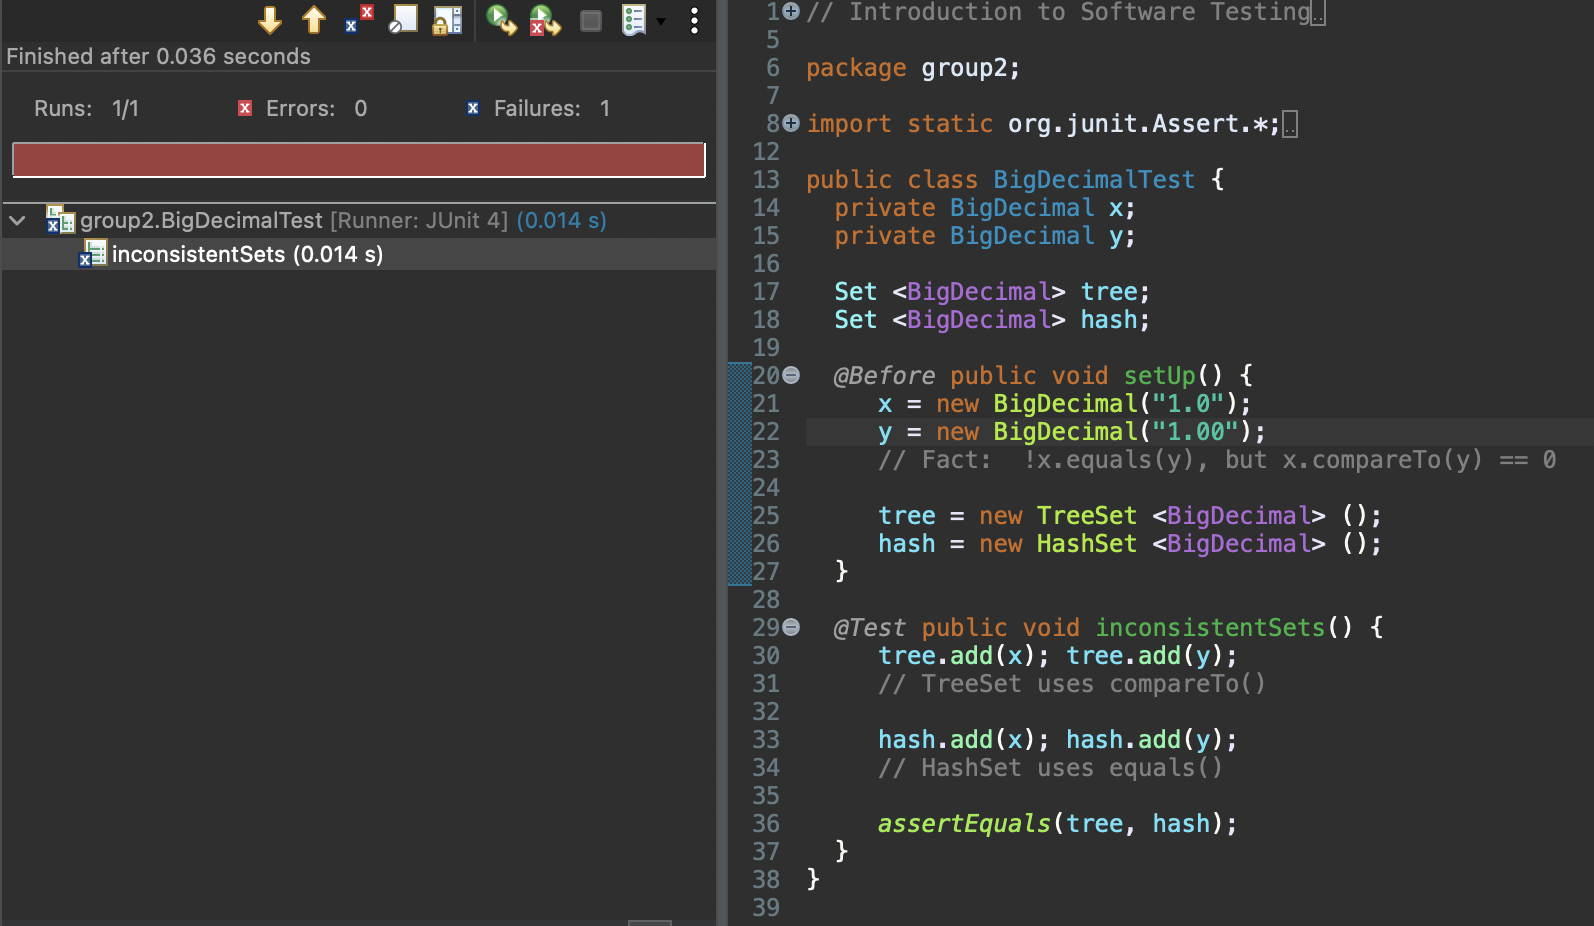 Finished after 0.036 seconds
Runs: 1/1 Errors: 0 Failures: 1
group2.BigDecimalTest [Runner: JUnit 4] (0.014 s)
inconsistentSets (0.014 s)
1 // Introduction to Software Testing..
5
6 package group2;
7
8 import static org.junit.Assert.*;..
12
13 public class BigDecimalTest {
14 private BigDecimal x;
15 private BigDecimal y;
16
17 Set <BigDecimal> tree;
18 Set <BigDecimal> hash;
19
20 @Before public void setUp() {
21 x = new BigDecimal("1.0");
22 y = new BigDecimal("1.00");
23 // Fact:  !x.equals(y), but x.compareTo(y) == 0
24
25 tree = new TreeSet <BigDecimal> ();
26 hash = new HashSet <BigDecimal> ();
27 }
28
29 @Test public void inconsistentSets() {
30 tree.add(x); tree.add(y);
31 // TreeSet uses compareTo()
32
33 hash.add(x); hash.add(y);
34 // HashSet uses equals()
35
36 assertEquals(tree, hash);
37 }
38 }
39